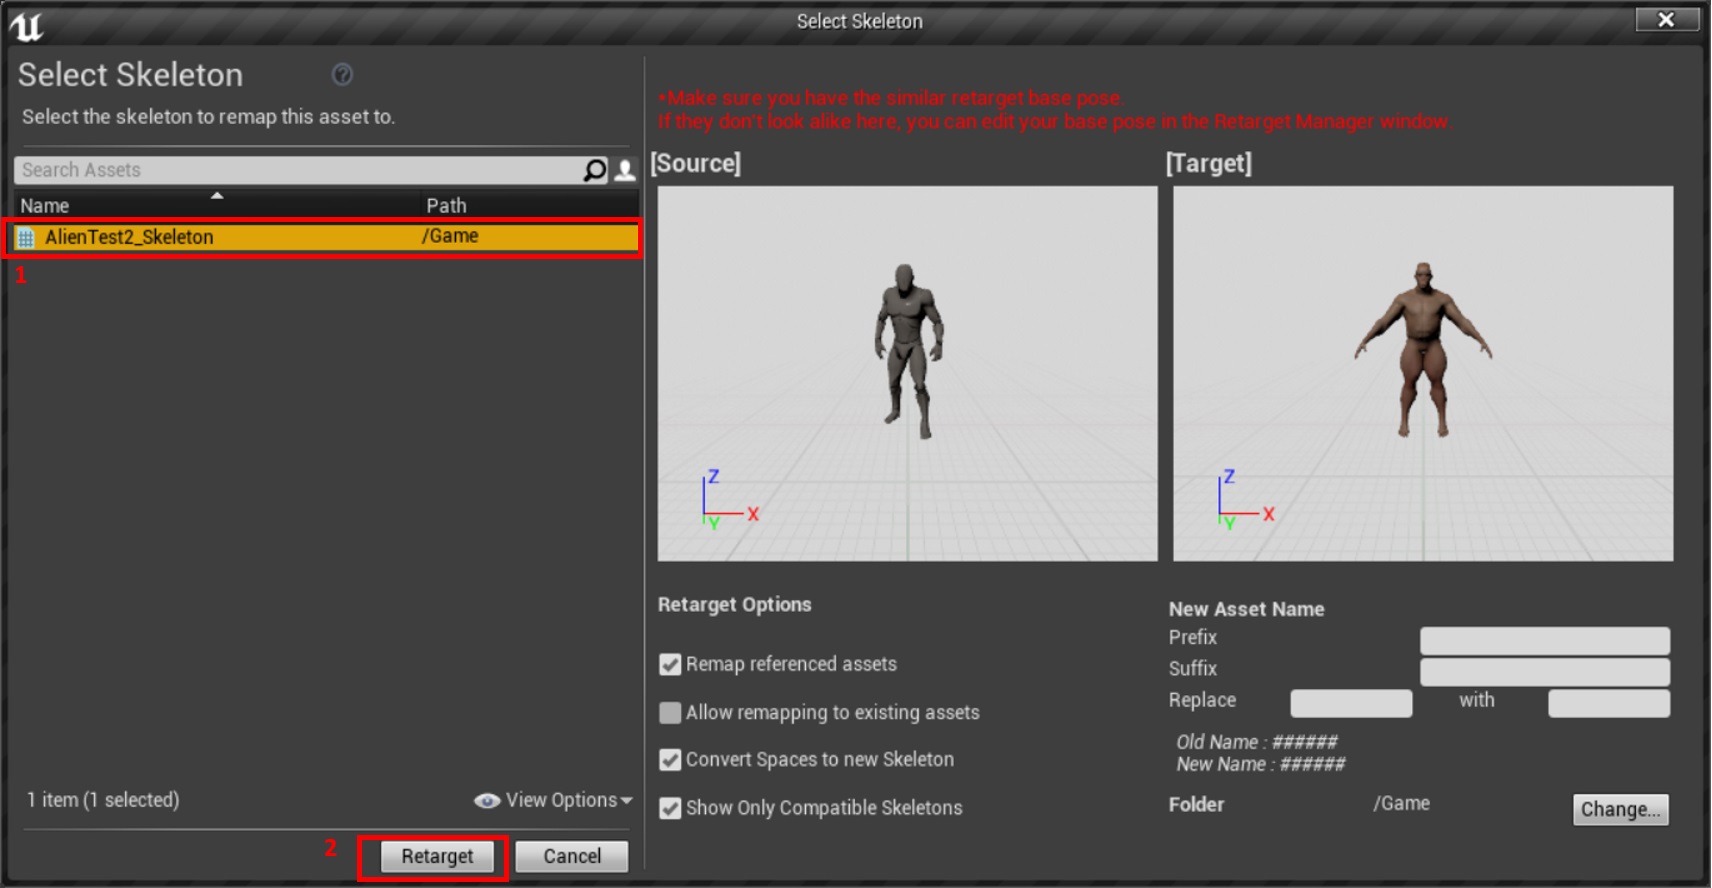 Select Skeleton
Select Skeleton
Select the skeleton to remap this asset to.
Search Assets
Name Path
AlienTest2_Skeleton /Game
1
1 item (1 selected) View Options
2 Retarget Cancel
*Make sure you have the similar retarget base pose.
If they don't look alike here, you can edit your base pose in the Retarget Manager window.
[Source] [Target]
Z
Y X
Z
Y X
Retarget Options
Remap referenced assets
Allow remapping to existing assets
Convert Spaces to new Skeleton
Show Only Compatible Skeletons
New Asset Name
Prefix
Suffix
Replace with
Old Name : ######
New Name : ######
Folder /Game Change...